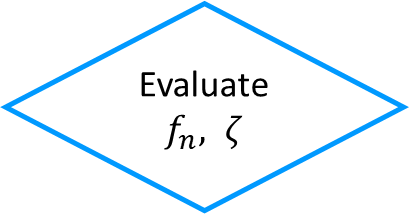 Evaluate
𝑓ₙ, ζ